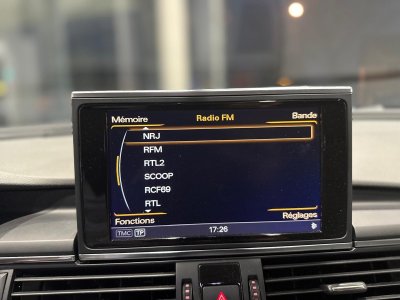 Mémoire Radio FM Bande
NRJ
RFM
RTL2
SCOOP
RCF69
RTL
Fonctions Réglages
TMC TP 17:26